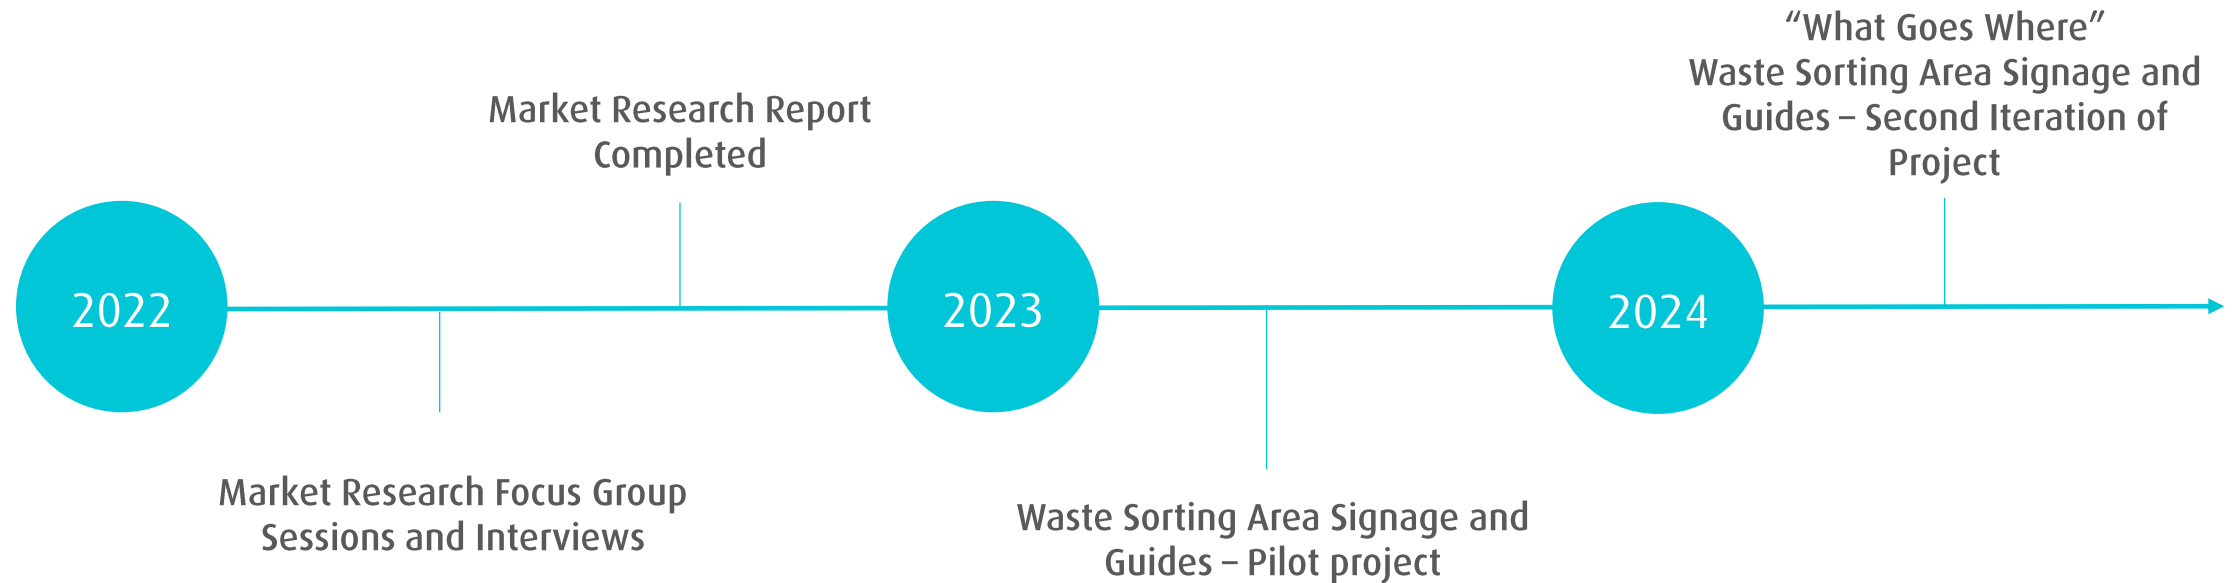 “What Goes Where”
Waste Sorting Area Signage and
Guides – Second Iteration of
Project
Market Research Report
Completed
2022
2023
2024
Market Research Focus Group
Sessions and Interviews
Waste Sorting Area Signage and
Guides – Pilot project